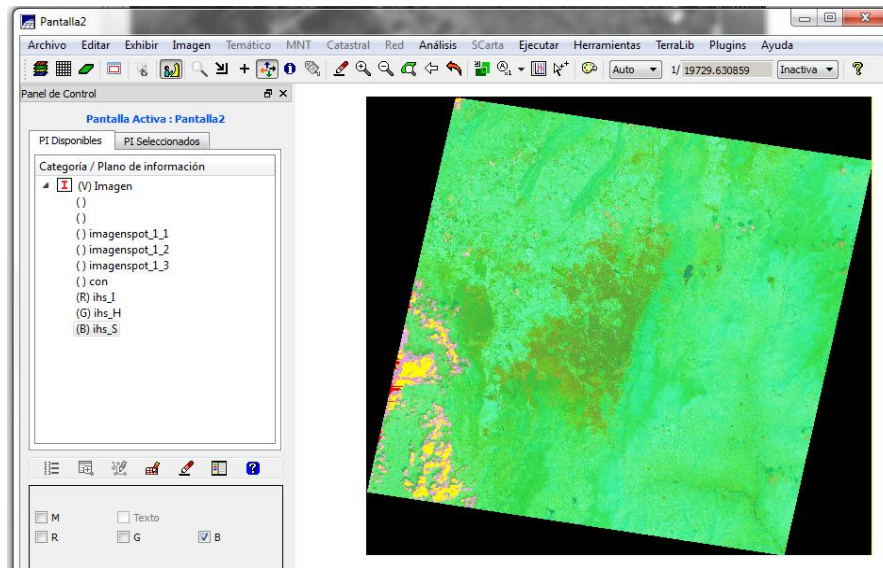 Pantalla2
Archivo Editar Exhibir Imagen Temático MNT Catastral Red Análisis SCarta Ejecutar Herramientas TerraLib Plugins Ayuda
Auto 1/ 19729.630859 Inactiva
Panel de Control
Pantalla Activa : Pantalla2
PI Disponibles PI Seleccionados
Categoría / Plano de información
(V) Imagen
( )
( )
( ) imagenspot_1_1
( ) imagenspot_1_2
( ) imagenspot_1_3
( ) con
(R) ihs_I
(G) ihs_H
(B) ihs_S
M Texto
R G B